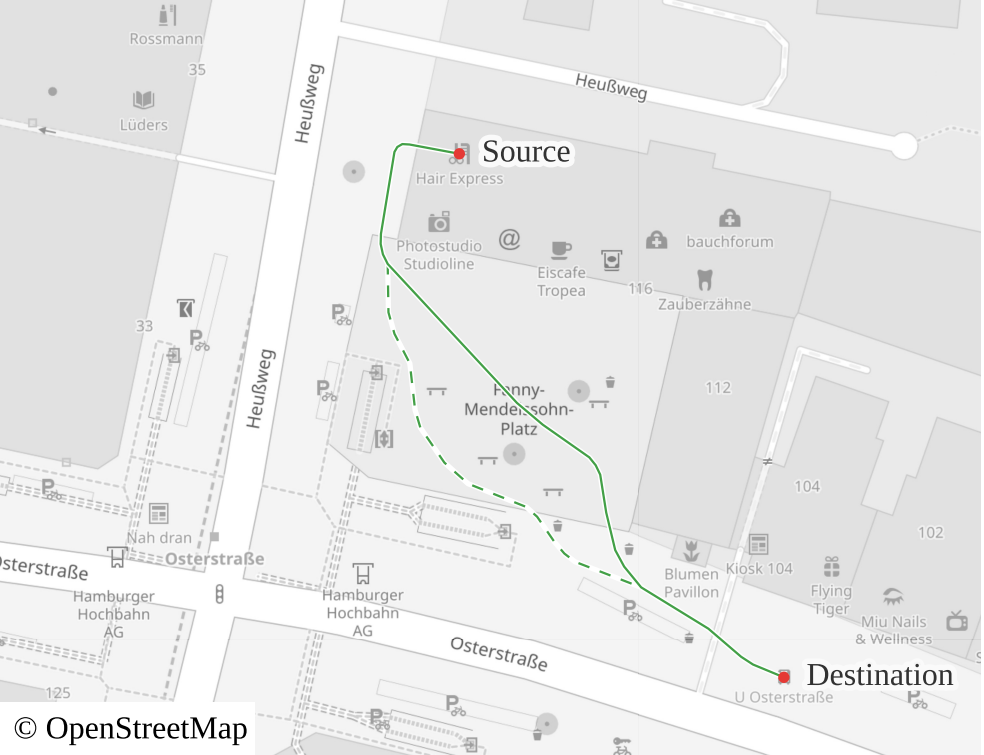 Rossmann
35
Lüders
Heußweg
Heußweg
Source
Hair Express
Photostudio
Studioline
@
bauchforum
Eiscafe
Tropea
116
Zauberzähne
33
P
P
P
Heußweg
Fanny-
Mendelssohn-
Platz
112
104
102
P
Nah dran
Osterstraße
Osterstraße
Hamburger
Hochbahn
AG
Hamburger
Hochbahn
AG
Blumen
Pavillon
Kiosk 104
Flying
Tiger
Miu Nails
& Wellness
P
Osterstraße
Destination
U Osterstraße
125
P
P
P
© OpenStreetMap